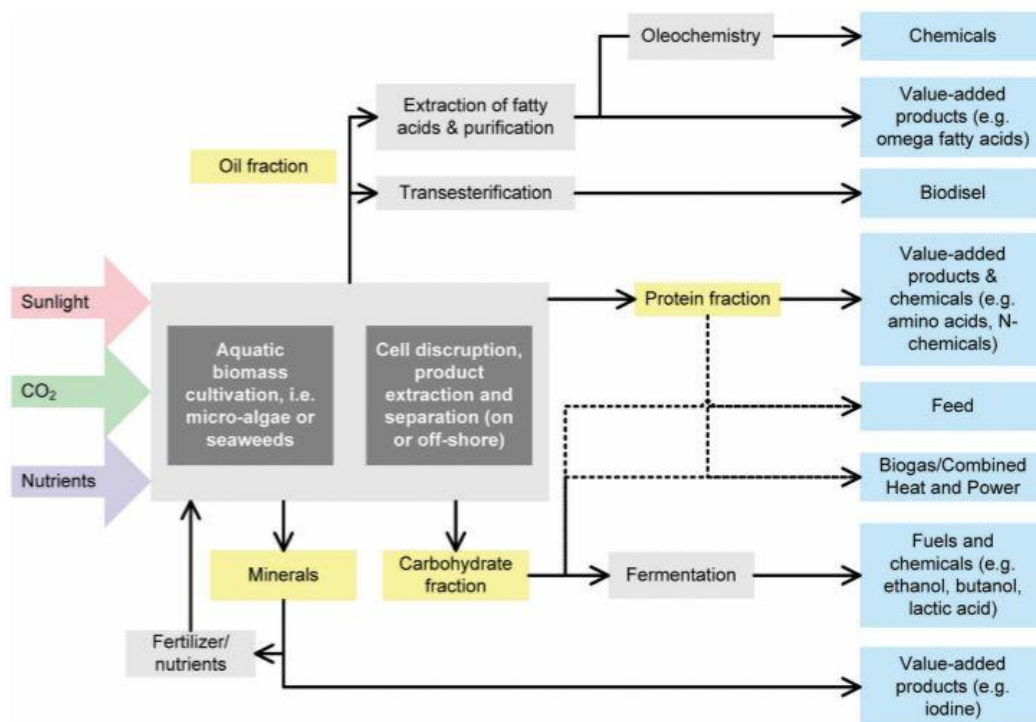 Oleochemistry
Chemicals
Extraction of fatty
acids & purification
Value-added
products (e.g.
omega fatty acids)
Oil fraction
Transesterification
Biodisel
Sunlight
CO₂
Nutrients
Aquatic
biomass
cultivation, i.e.
micro-algae or
seaweeds
Cell discruption,
product
extraction and
separation (on
or off-shore)
Protein fraction
Value-added
products &
chemicals (e.g.
amino acids, N-
chemicals)
Feed
Biogas/Combined
Heat and Power
Minerals
Carbohydrate
fraction
Fermentation
Fuels and
chemicals (e.g.
ethanol, butanol,
lactic acid)
Fertilizer/
nutrients
Value-added
products (e.g.
iodine)